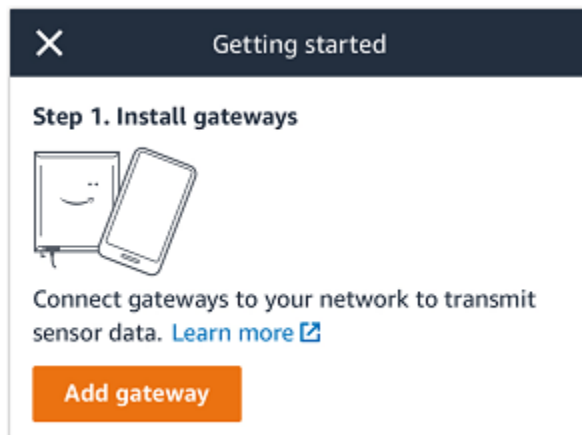 Getting started
Step 1. Install gateways
Connect gateways to your network to transmit
sensor data. Learn more
Add gateway